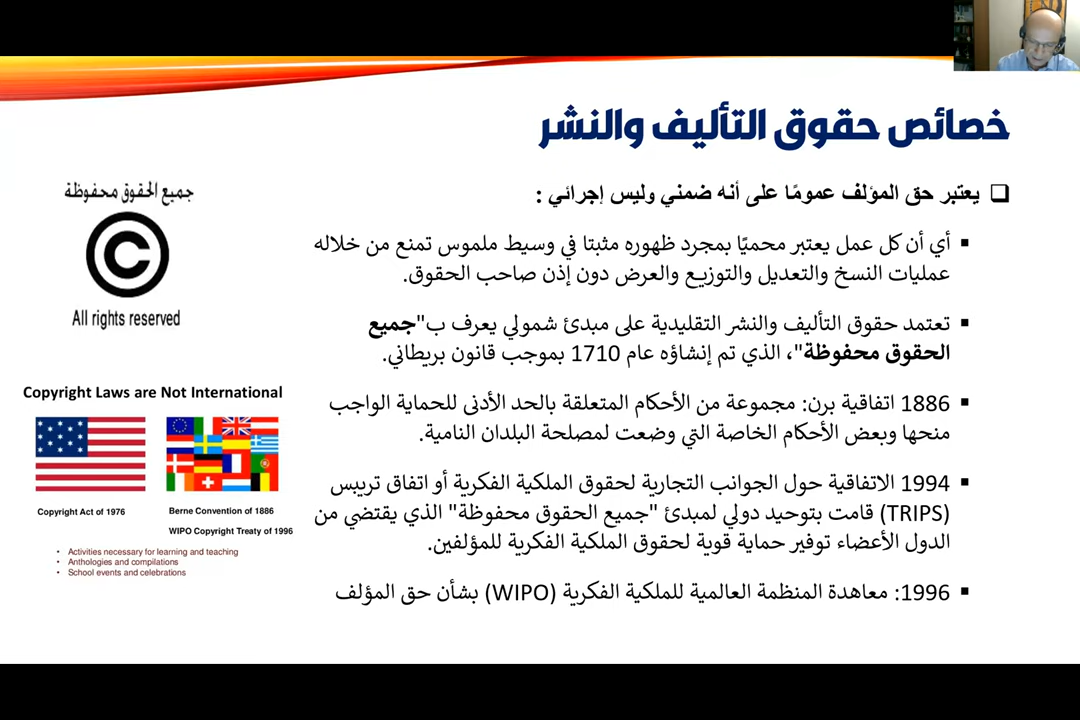 خصائص حقوق التأليف والنشر
❑ يعتبر حق المؤلف عمومًا على أنه ضمني وليس إجرائي :
▪ أي أن كل عمل يعتبر محميًا بمجرد ظهوره مثبتا في وسيط ملموس تمنع من خلاله
عمليات النسخ والتعديل والتوزيع والعرض دون إذن صاحب الحقوق.
▪ تعتمد حقوق التأليف والنشر التقليدية على مبدئ شمولي يعرف ب"جميع
الحقوق محفوظة"، الذي تم إنشاؤه عام 1710 بموجب قانون بريطاني.
▪ 1886 اتفاقية برن: مجموعة من الأحكام المتعلقة بالحد الأدنى للحماية الواجب
منحها وبعض الأحكام الخاصة التي وضعت لمصلحة البلدان النامية.
▪ 1994 الاتفاقية حول الجوانب التجارية لحقوق الملكية الفكرية أو اتفاق تريبس
(TRIPS) قامت بتوحيد دولي لمبدئ "جميع الحقوق محفوظة" الذي يقتضي من
الدول الأعضاء توفير حماية قوية لحقوق الملكية الفكرية للمؤلفين.
▪ 1996: معاهدة المنظمة العالمية للملكية الفكرية (WIPO) بشأن حق المؤلف
جميع الحقوق محفوظة
©
All rights reserved
Copyright Laws are Not International
Copyright Act of 1976
Berne Convention of 1886
WIPO Copyright Treaty of 1996
• Activities necessary for learning and teaching
• Anthologies and compilations
• School events and celebrations